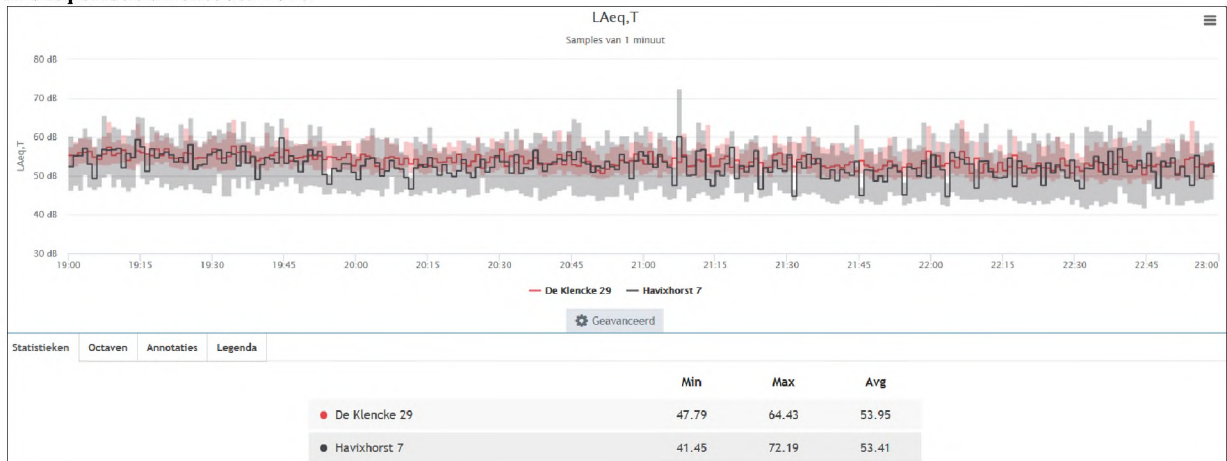 LAeq,T
Samples van 1 minuut
80 dB
70 dB
60 dB
50 dB
40 dB
30 dB
LAeq,T
19:00 19:15 19:30 19:45 20:00 20:15 20:30 20:45 21:00 21:15 21:30 21:45 22:00 22:15 22:30 22:45 23:00
De Klencke 29 Havixhorst 7
Geavanceerd
Statistieken Octaven Annotaties Legenda
Min Max Avg
De Klencke 29 47.79 64.43 53.95
Havixhorst 7 41.45 72.19 53.41